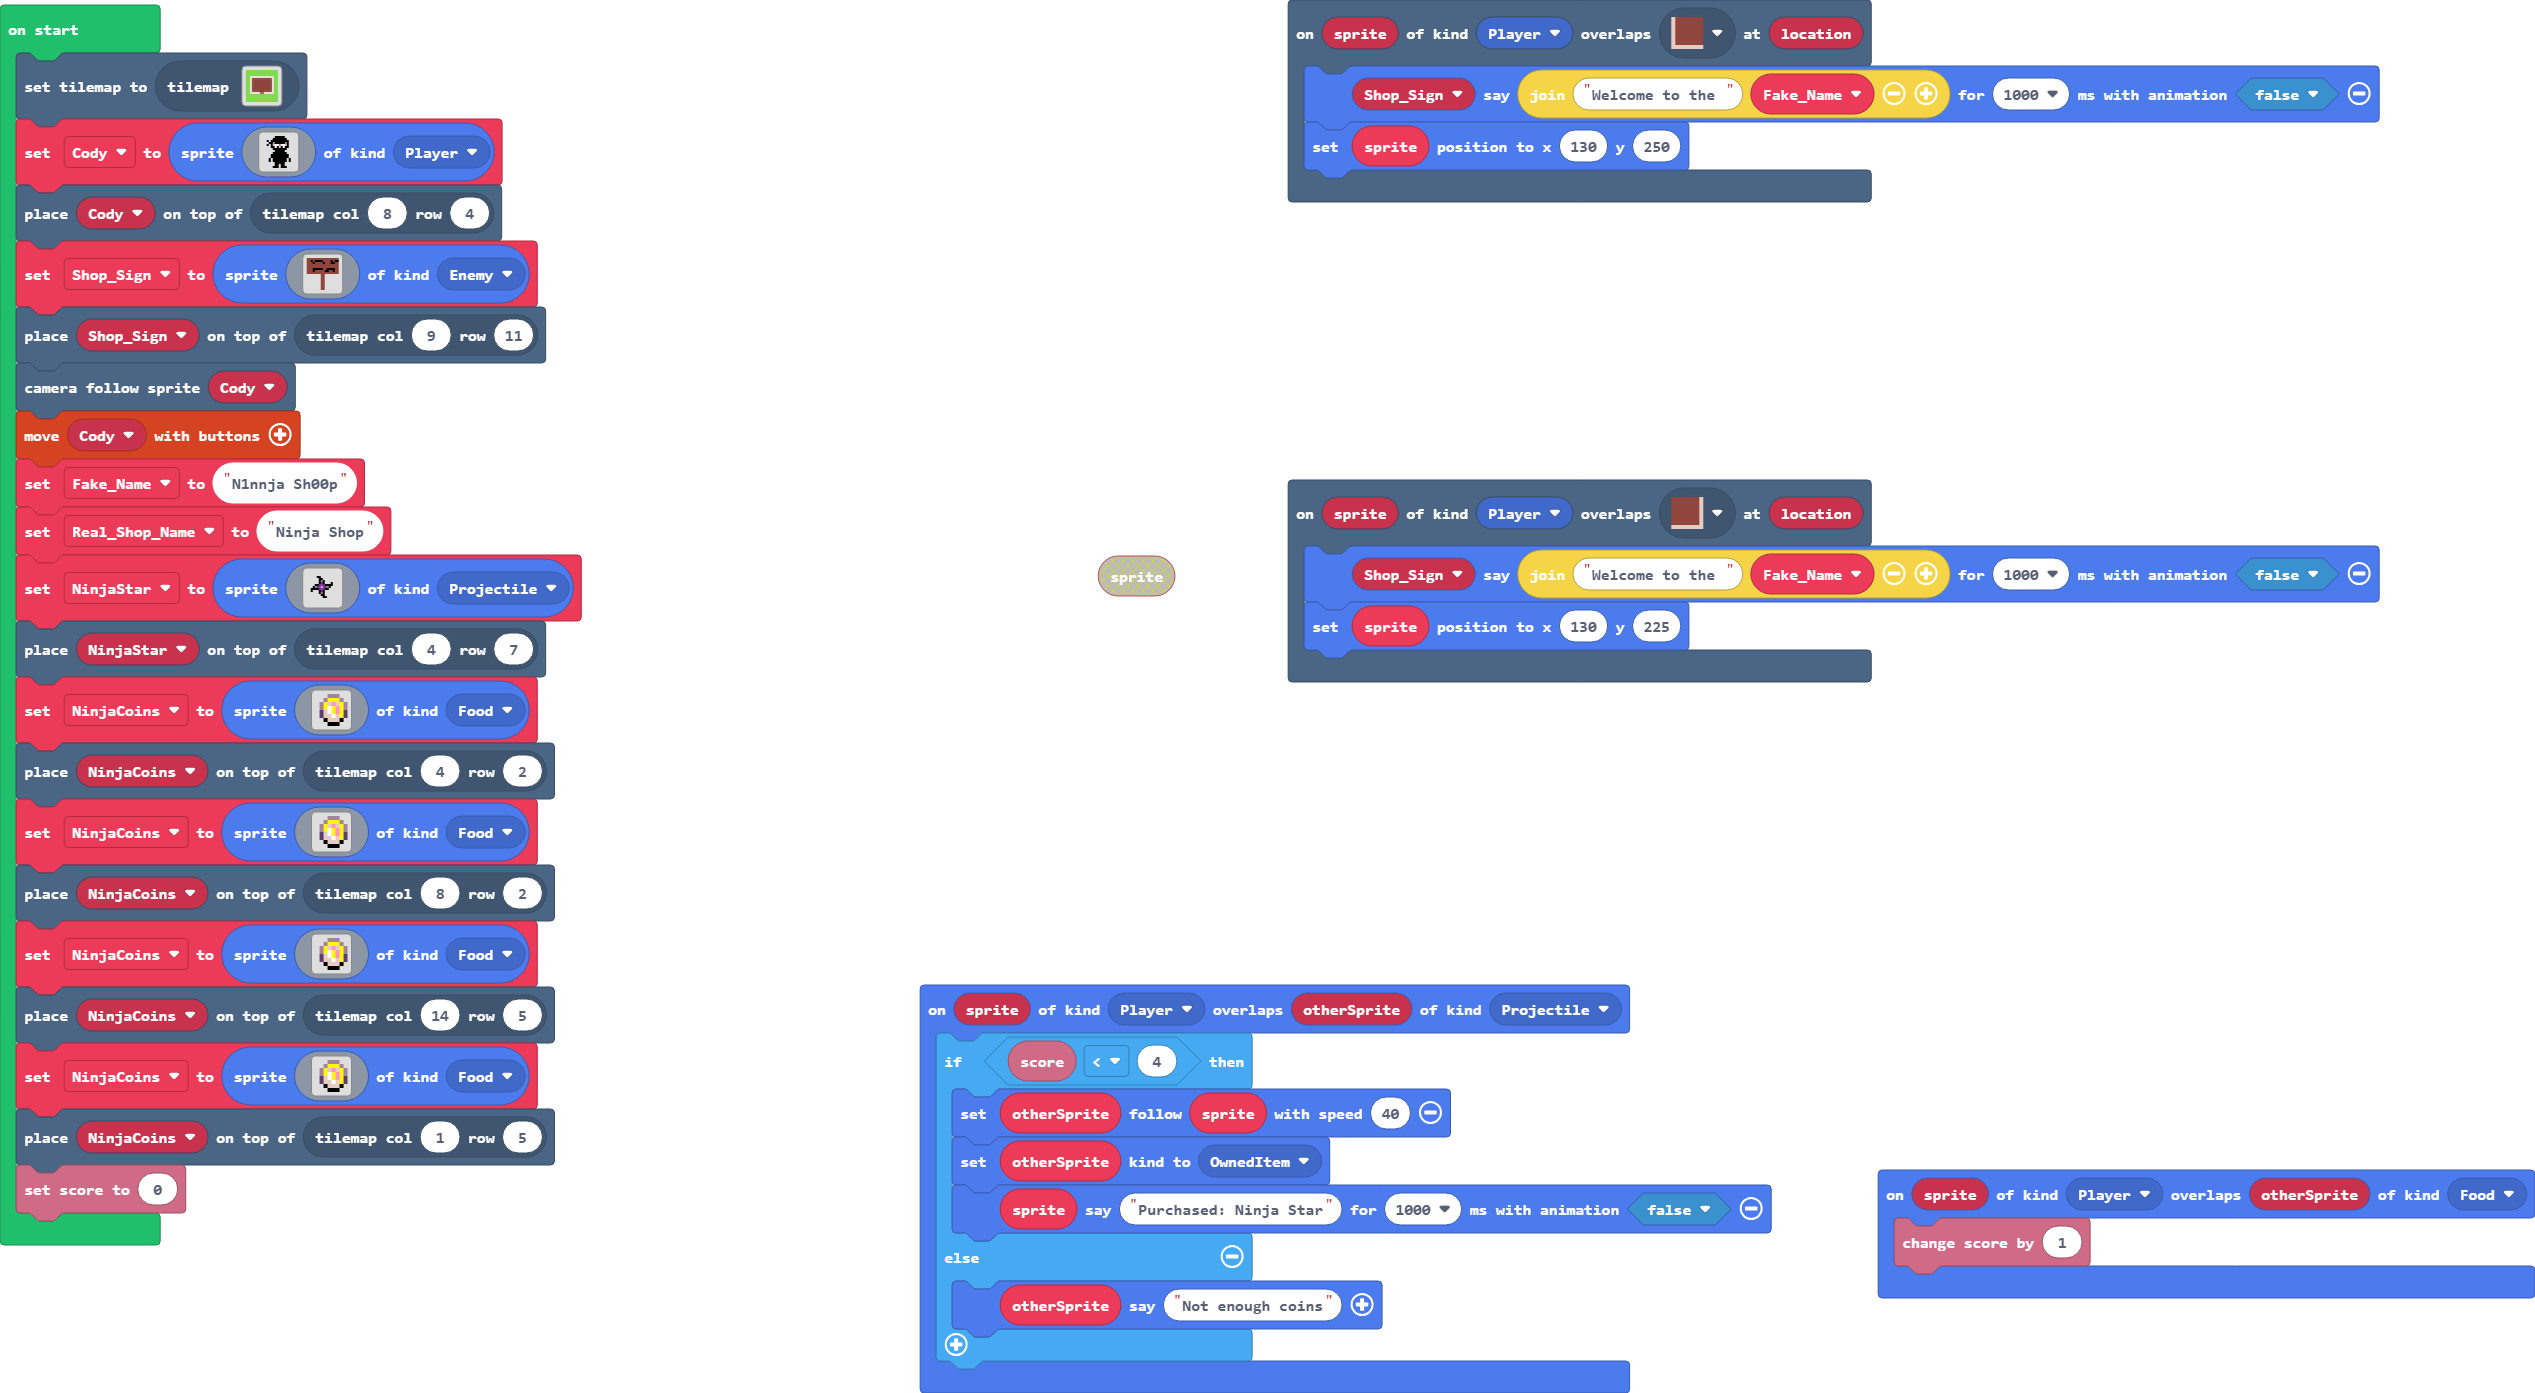 on start
set tilemap to tilemap
set Cody to sprite of kind Player
place Cody on top of tilemap col 8 row 4
set Shop_Sign to sprite of kind Enemy
place Shop_Sign on top of tilemap col 9 row 11
camera follow sprite Cody
move Cody with buttons
set Fake_Name to "N1nnja Sh00p"
set Real_Shop_Name to "Ninja Shop"
set NinjaStar to sprite of kind Projectile
place NinjaStar on top of tilemap col 4 row 7
set NinjaCoins to sprite of kind Food
place NinjaCoins on top of tilemap col 4 row 2
set NinjaCoins to sprite of kind Food
place NinjaCoins on top of tilemap col 8 row 2
set NinjaCoins to sprite of kind Food
place NinjaCoins on top of tilemap col 14 row 5
set NinjaCoins to sprite of kind Food
place NinjaCoins on top of tilemap col 1 row 5
set score to 0
on sprite of kind Player overlaps at location
Shop_Sign say join "Welcome to the " Fake_Name for 1000 ms with animation false
set sprite position to x 130 y 250
on sprite of kind Player overlaps at location
Shop_Sign say join "Welcome to the " Fake_Name for 1000 ms with animation false
set sprite position to x 130 y 225
sprite
on sprite of kind Player overlaps otherSprite of kind Projectile
if score < 4 then
set otherSprite follow sprite with speed 40
set otherSprite kind to OwnedItem
sprite say "Purchased: Ninja Star" for 1000 ms with animation false
else
otherSprite say "Not enough coins"
on sprite of kind Player overlaps otherSprite of kind Food
change score by 1